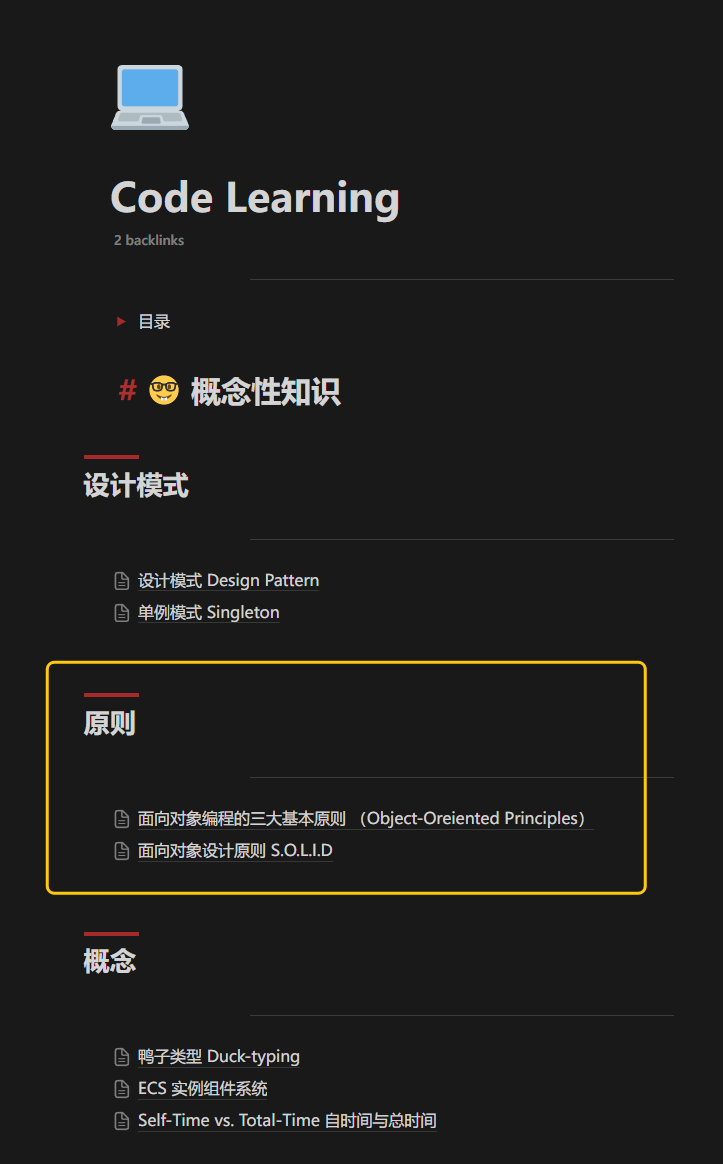 Code Learning
2 backlinks
目录
# 🤓 概念性知识
设计模式
设计模式 Design Pattern
单例模式 Singleton
原则
面向对象编程的三大基本原则 （Object-Oreiented Principles）
面向对象设计原则 S.O.L.I.D
概念
鸭子类型 Duck-typing
ECS 实例组件系统
Self-Time vs. Total-Time 自时间与总时间